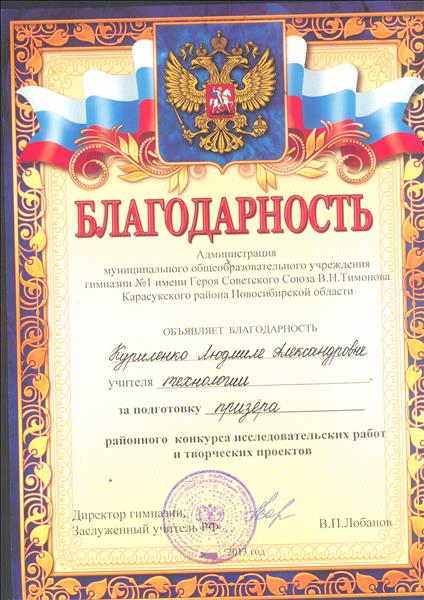 БЛАГОДАРНОСТЬ
Администрация
муниципального общеобразовательного учреждения
гимназии №1 имени Героя Советского Союза В.Н.Тимонова
Карасукского района Новосибирской области
ОБЪЯВЛЯЕТ БЛАГОДАРНОСТЬ
Куриленко Людмиле Александровне
учителя технологии
за подготовку призёра
районного конкурса исследовательских работ
и творческих проектов
Директор гимназии,
Заслуженный учитель РФ
В.П.Лобанов
2013 год